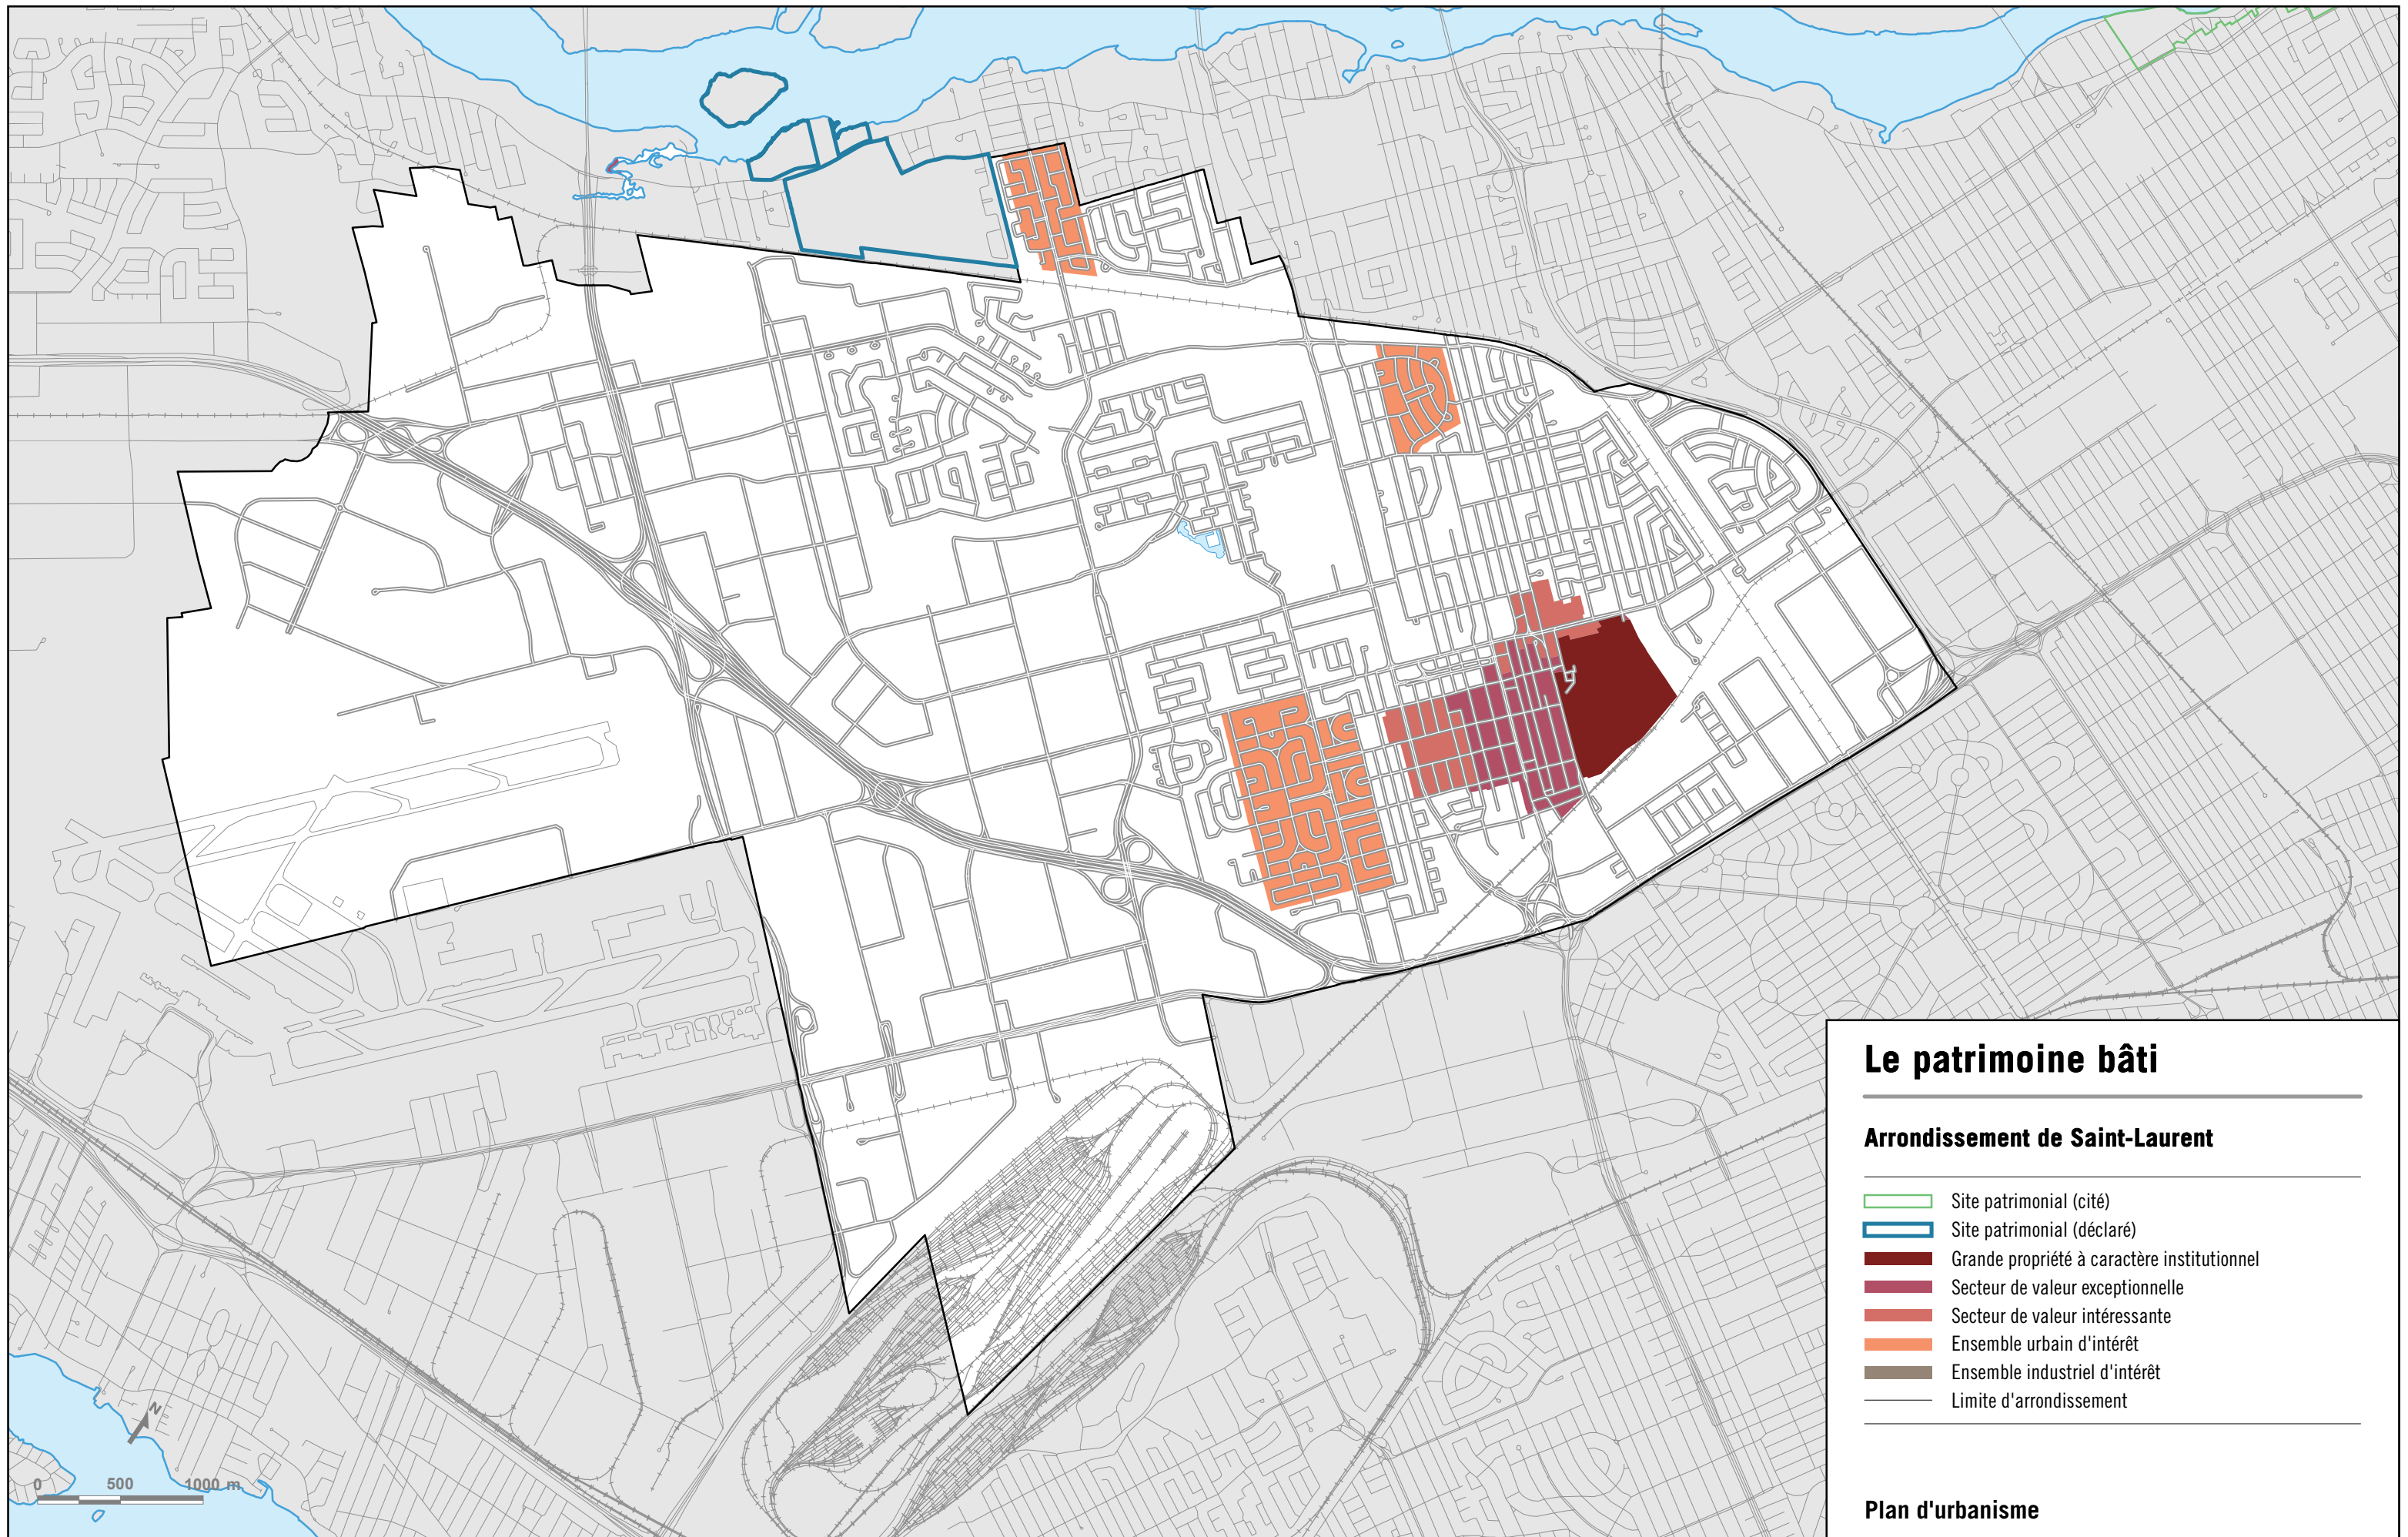 Le patrimoine bâti
Arrondissement de Saint-Laurent
Site patrimonial (cité)
Site patrimonial (déclaré)
Grande propriété à caractère institutionnel
Secteur de valeur exceptionnelle
Secteur de valeur intéressante
Ensemble urbain d'intérêt
Ensemble industriel d'intérêt
Limite d'arrondissement
Plan d'urbanisme
N
0 500 1000 m